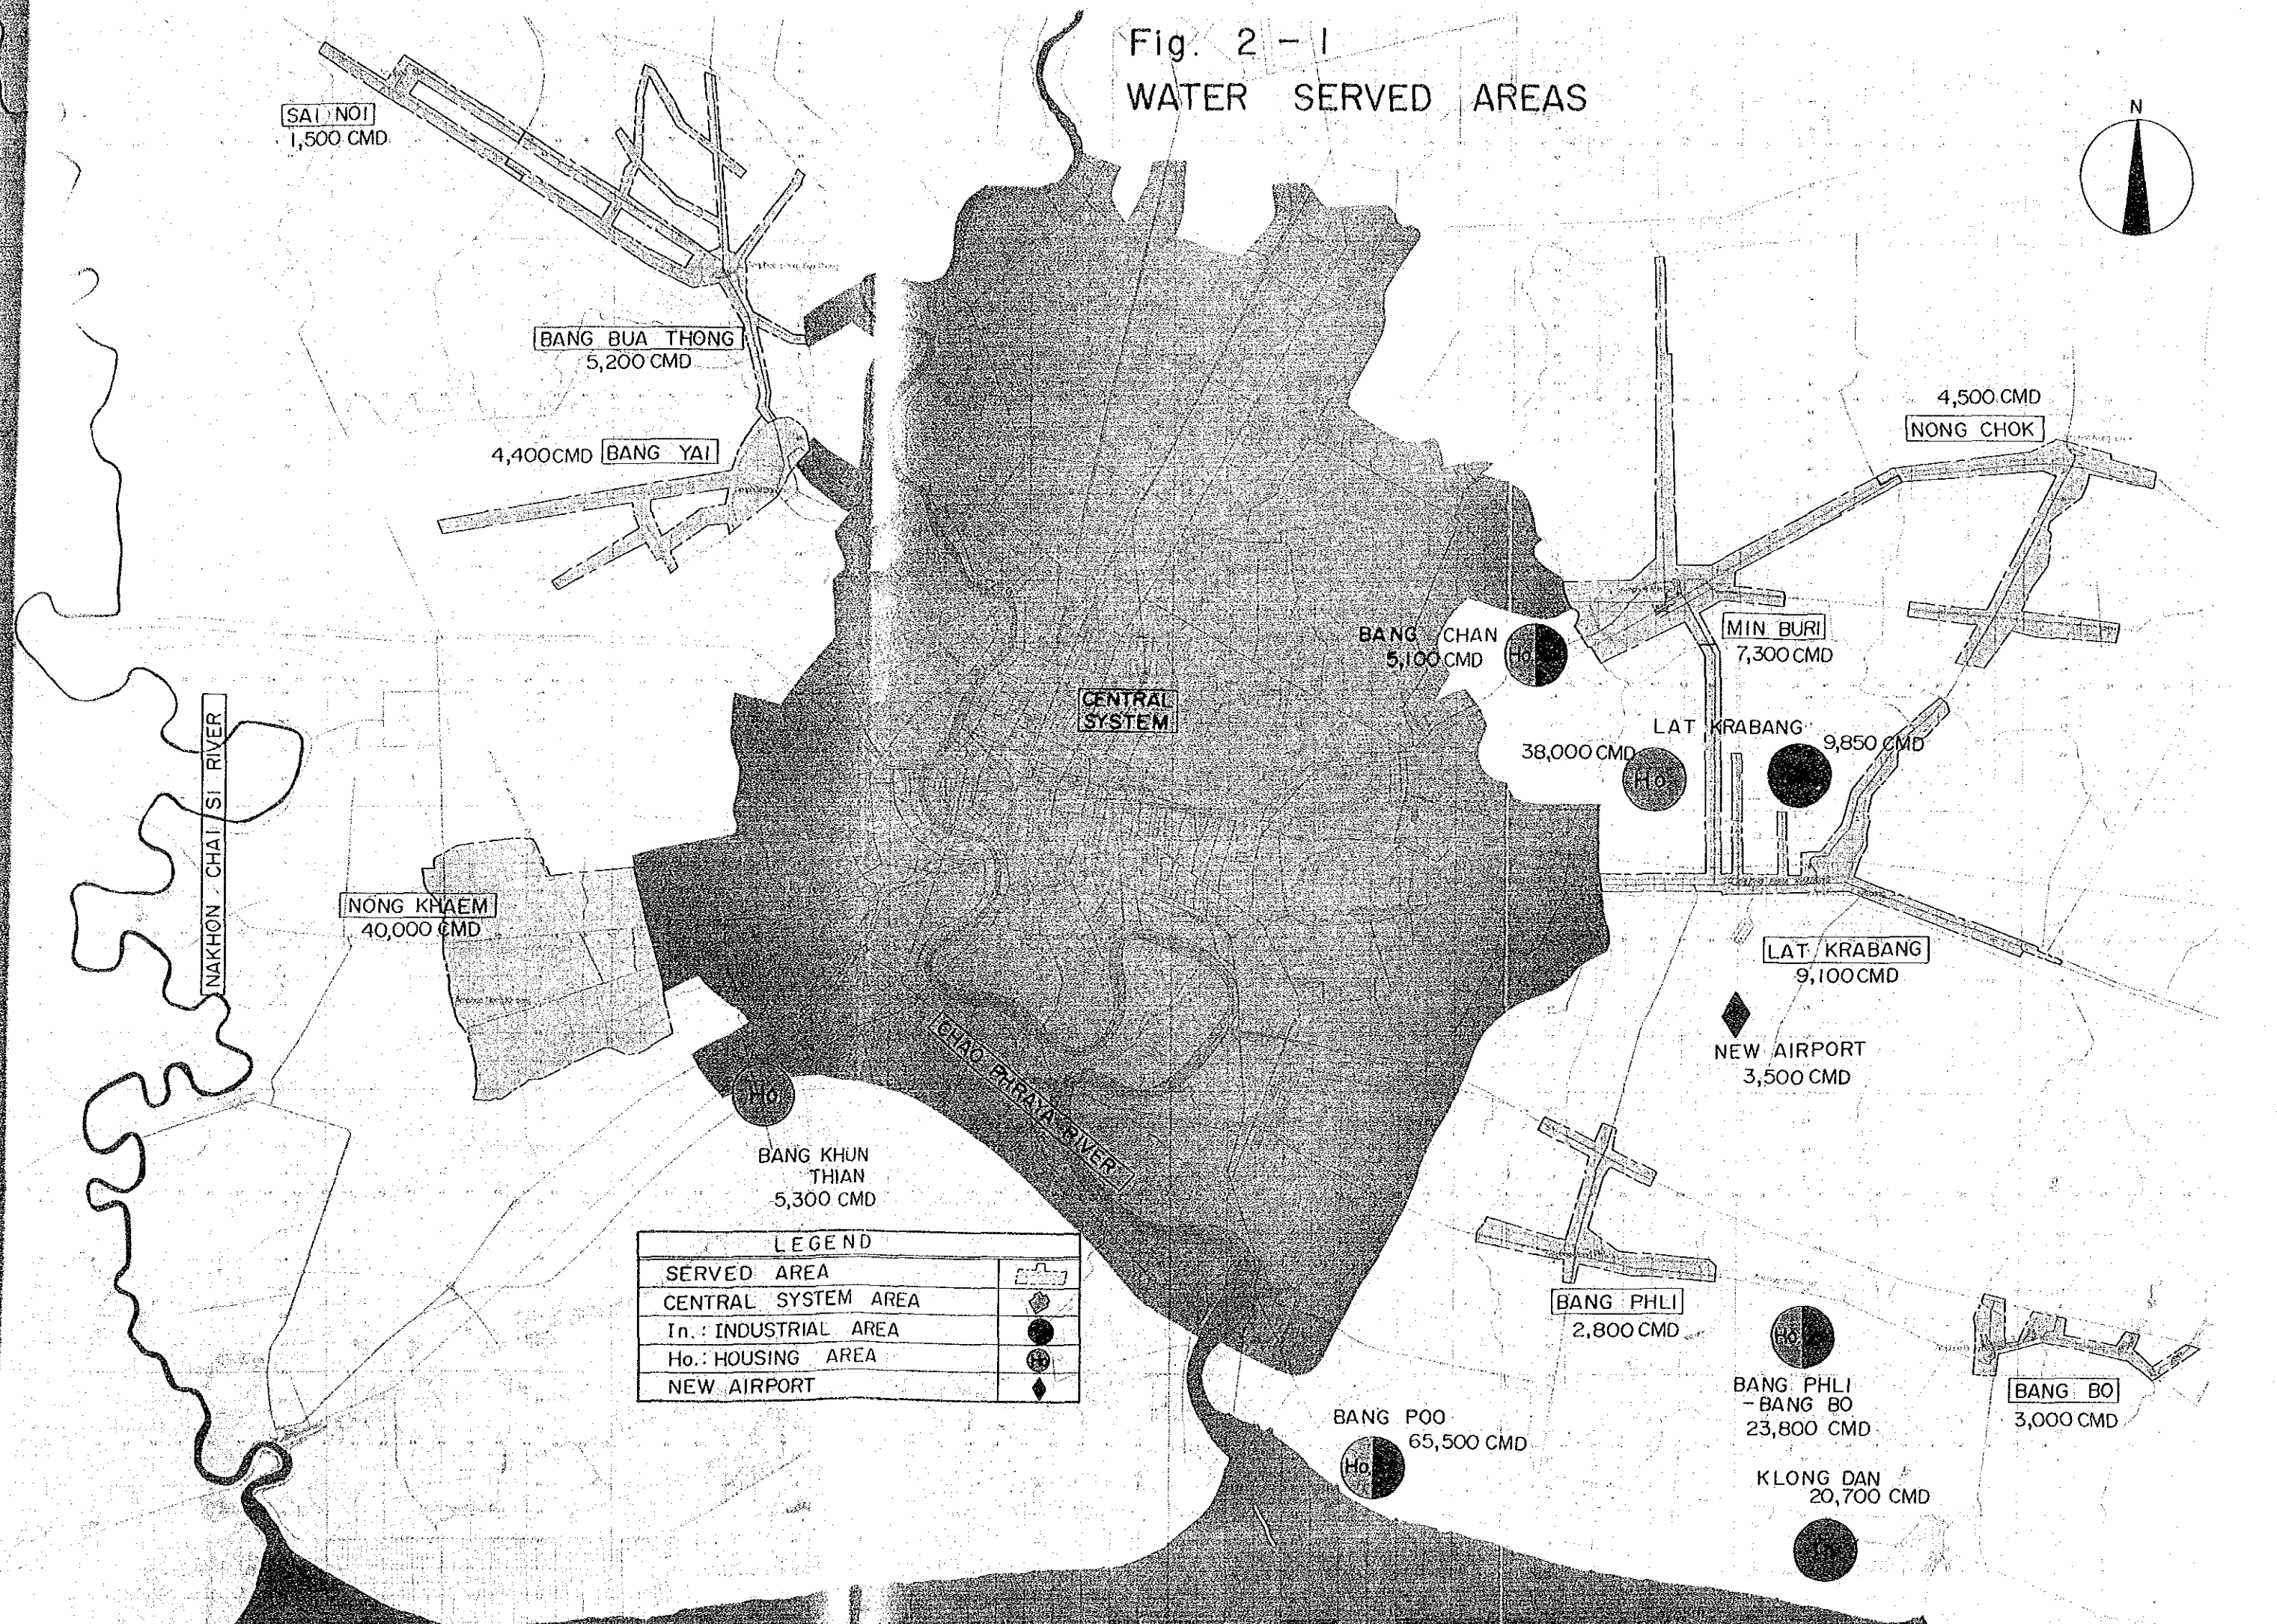 Fig. 2 - 1
WATER SERVED AREAS
N
SAI NOI
1,500 CMD
BANG BUA THONG
5,200 CMD
4,400 CMD BANG YAI
4,500 CMD
NONG CHOK
BANG CHAN
5,100 CMD
Ho
MIN BURI
7,300 CMD
CENTRAL
SYSTEM
LAT KRABANG
38,000 CMD
Ho
9,850 CMD
NAKHON CHAI SI RIVER
NONG KHAEM
40,000 CMD
LAT KRABANG
9,100 CMD
NEW AIRPORT
3,500 CMD
CHAO PHRAYA RIVER
Ho
BANG KHUN
THIAN
5,300 CMD
LEGEND
SERVED AREA
CENTRAL SYSTEM AREA
In.: INDUSTRIAL AREA
Ho.: HOUSING AREA
Ho
NEW AIRPORT
BANG PHLI
2,800 CMD
Ho
BANG PHLI
- BANG BO
23,800 CMD
BANG BO
3,000 CMD
BANG POO
65,500 CMD
Ho
KLONG DAN
20,700 CMD